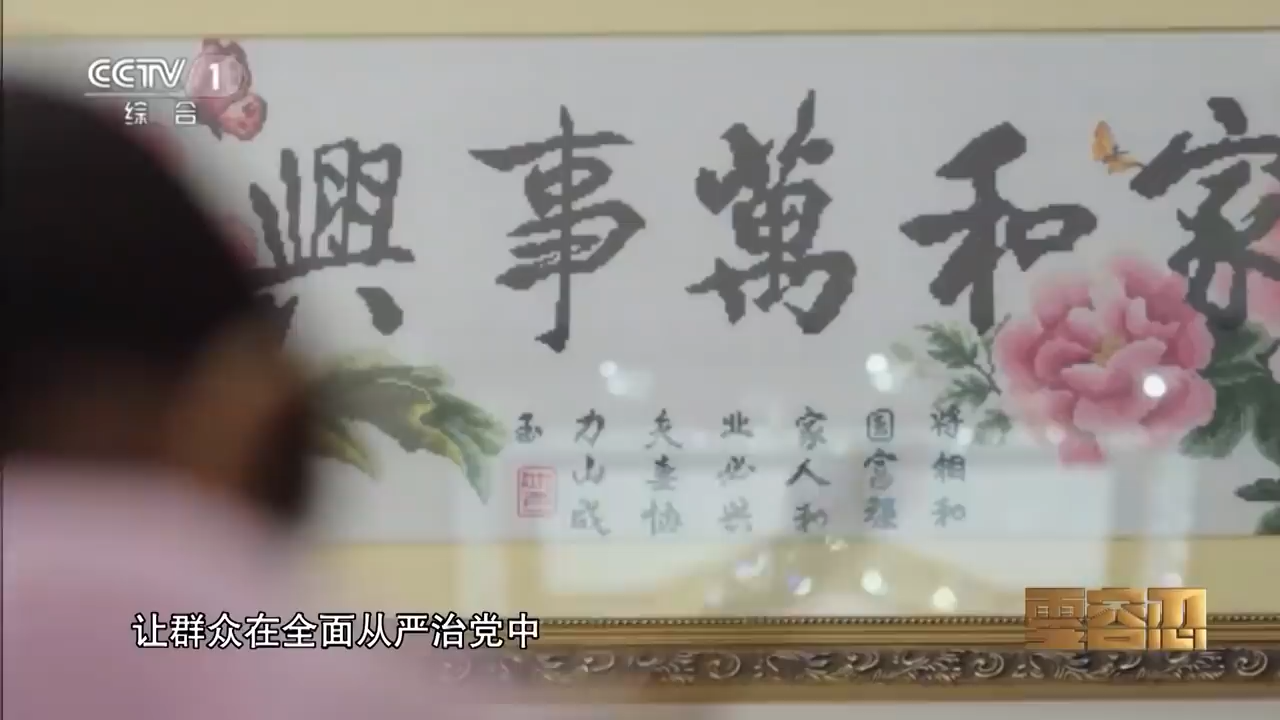 CCTV 1
综合
家和萬事興
将相和
国富强
家人和
业必兴
夫妻协
力山成
玉
让群众在全面从严治党中
零容忍